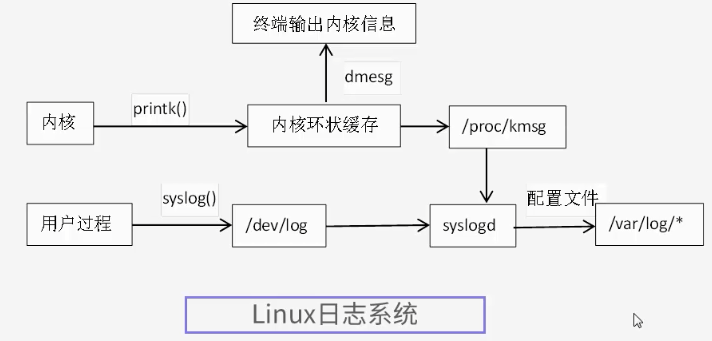 终端输出内核信息
dmesg
printk()
内核
内核环状缓存
/proc/kmsg
syslog()
配置文件
用户过程
/dev/log
syslogd
/var/log/*
Linux日志系统